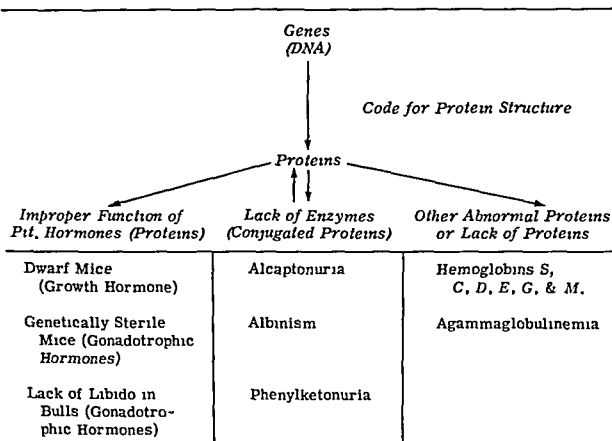 Genes
(DNA)
Code for Protein Structure
Proteins
Improper Function of
Pit. Hormones (Proteins)
Lack of Enzymes
(Conjugated Proteins)
Other Abnormal Proteins
or Lack of Proteins
Dwarf Mice
(Growth Hormone)
Genetically Sterile
Mice (Gonadotrophic
Hormones)
Lack of Libido in
Bulls (Gonadotro-
phic Hormones)
Alcaptonuria
Albinism
Phenylketonuria
Hemoglobins S,
C, D, E, G, & M.
Agammaglobulinemia